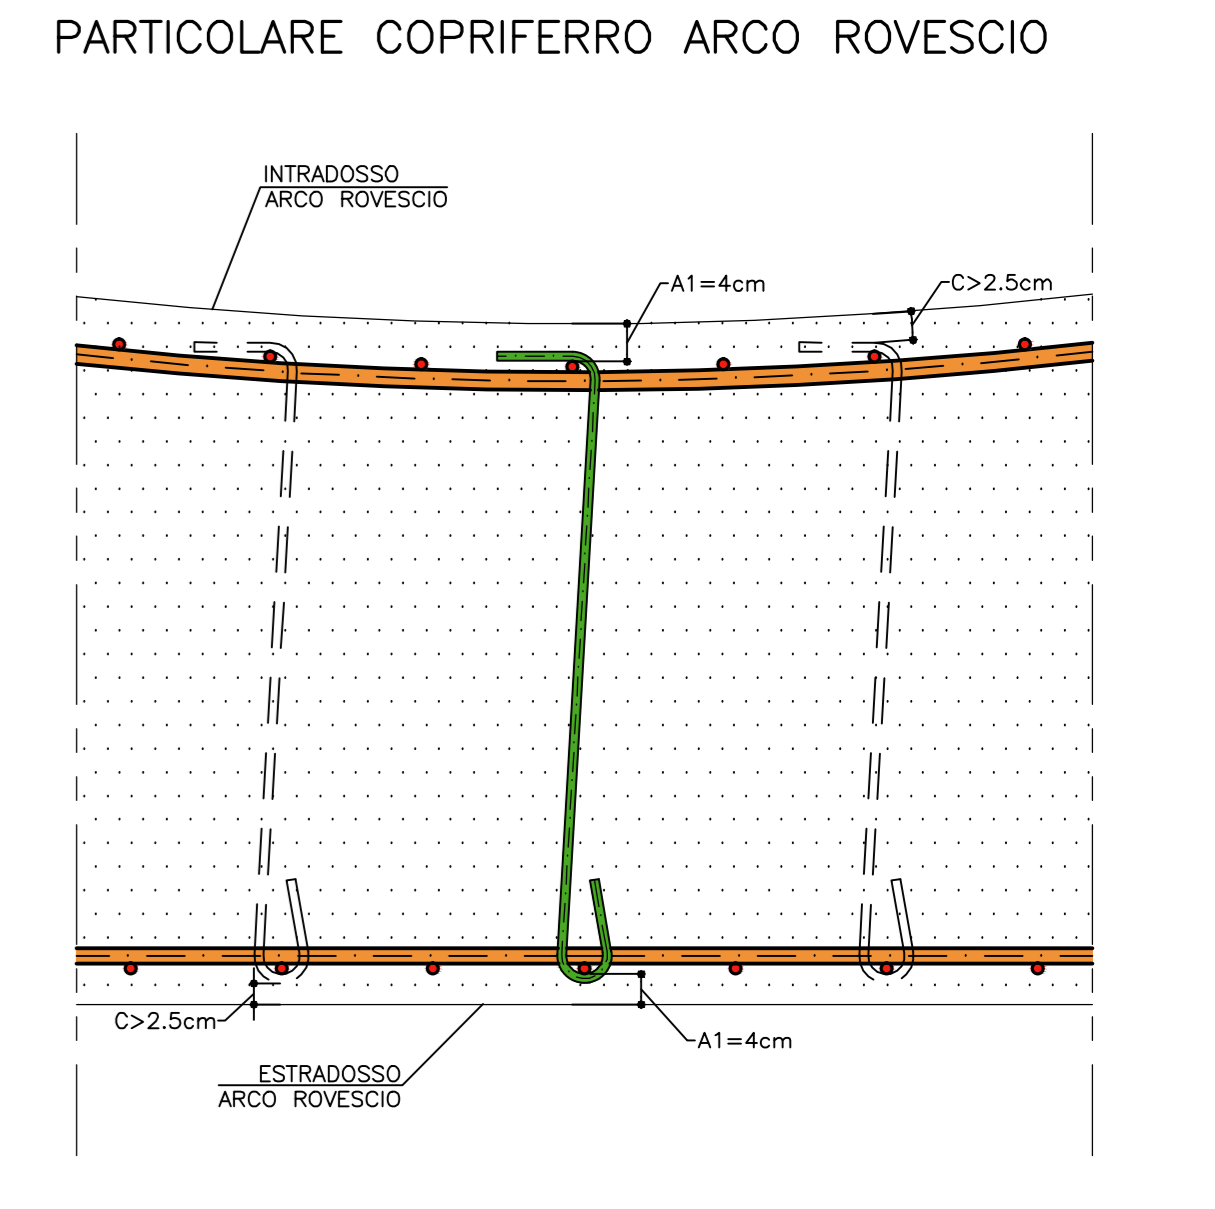 PARTICOLARE COPRIFERRO ARCO ROVESCIO
INTRADOSSO
ARCO ROVESCIO
A1=4cm
C>2.5cm
C>2.5cm
A1=4cm
ESTRADOSSO
ARCO ROVESCIO